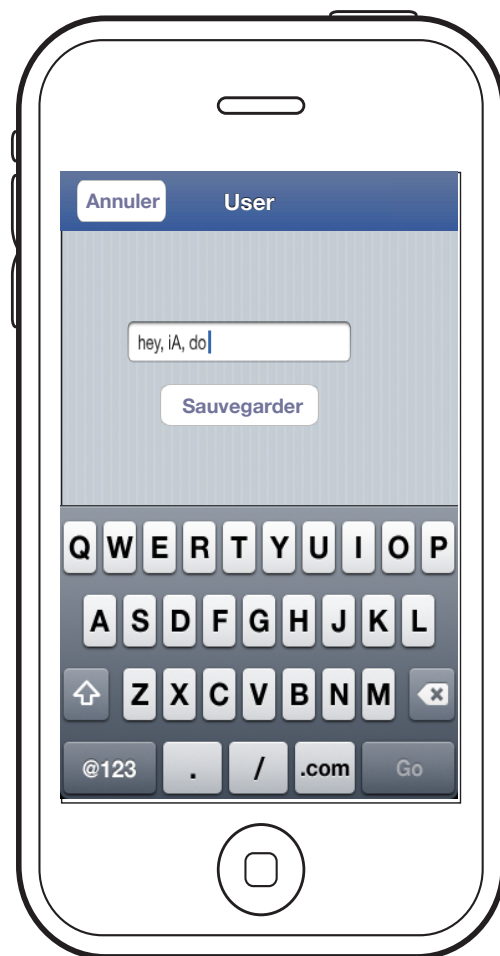 Annuler User
hey, iA, do
Sauvegarder
Q W E R T Y U I O P
A S D F G H J K L
Z X C V B N M
@123 . / .com Go